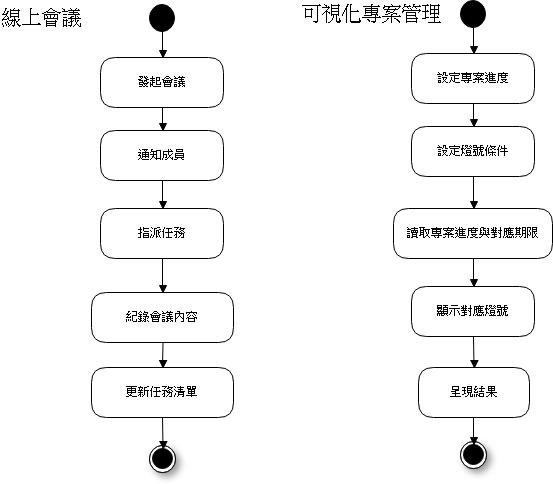 線上會議
發起會議
通知成員
指派任務
紀錄會議內容
更新任務清單
可視化專案管理
設定專案進度
設定燈號條件
讀取專案進度與對應期限
顯示對應燈號
呈現結果